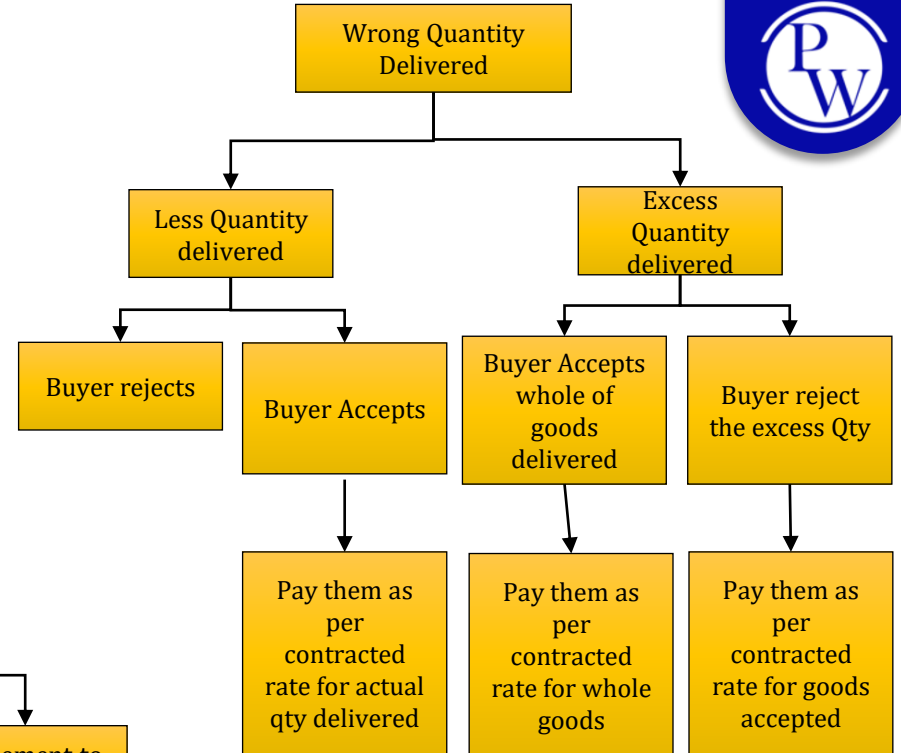 Wrong Quantity
Delivered
PW
Less Quantity
delivered
Excess
Quantity
delivered
Buyer rejects
Buyer Accepts
Buyer Accepts
whole of
goods
delivered
Buyer reject
the excess Qty
Pay them as
per
contracted
rate for actual
qty delivered
Pay them as
per
contracted
rate for whole
goods
Pay them as
per
contracted
rate for goods
accepted
to